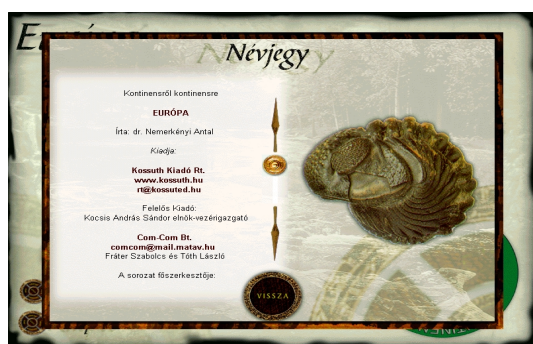 Névjegy
Kontinensről kontinensre
EURÓPA
Írta: dr. Nemerkényi Antal
Kiadja:
Kossuth Kiadó Rt.
www.kossuth.hu
rt@kossuted.hu
Felelős Kiadó:
Kocsis András Sándor elnök-vezérigazgató
Com-Com Bt.
comcom@mail.matav.hu
Fráter Szabolcs és Tóth László
A sorozat főszerkesztője:
VISSZA